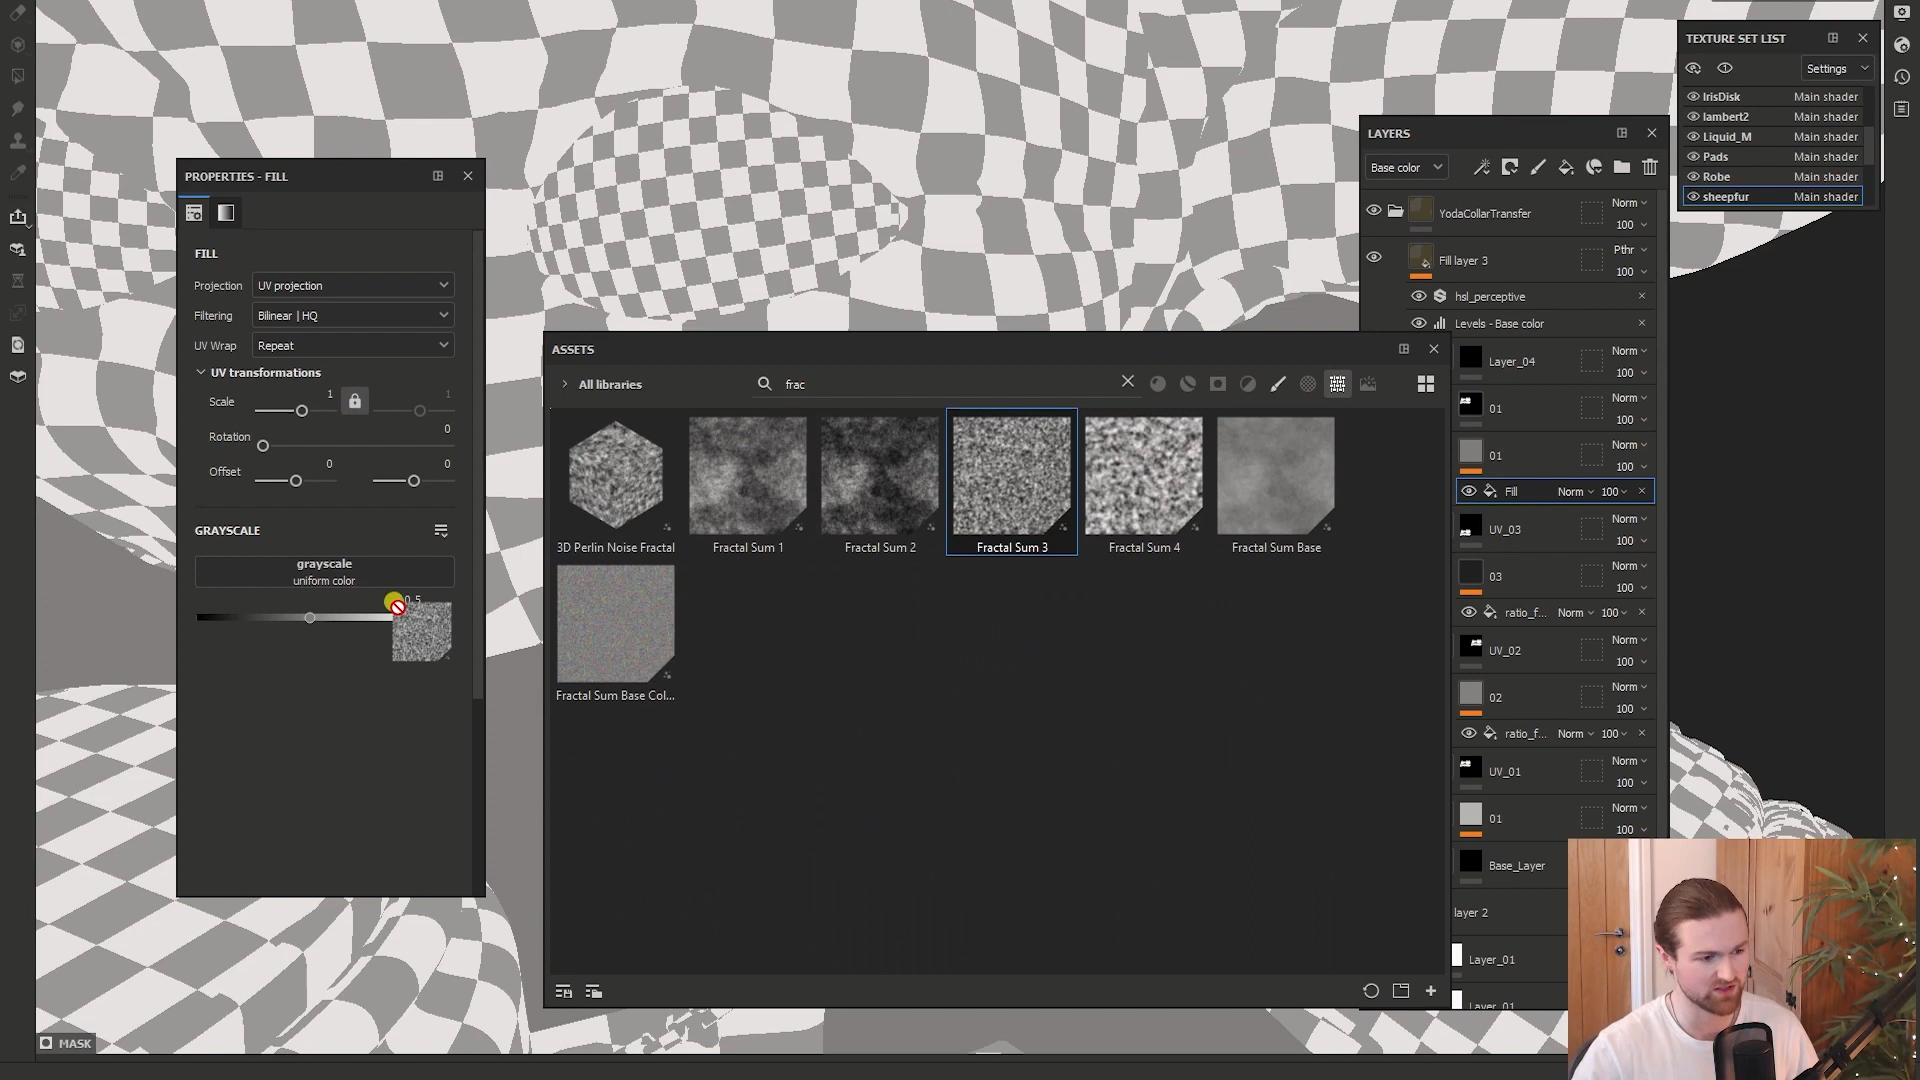 TEXTURE SET LIST
Settings
IrisDisk Main shader
lambert2 Main shader
Liquid_M Main shader
Pads Main shader
Robe Main shader
sheepfur Main shader
LAYERS
Base color
YodaCollarTransfer Norm 100
Fill layer 3 Pthr 100
hsl_perceptive
Levels - Base color
Layer_04 Norm 100
01 Norm 100
01 Norm 100
Fill Norm 100
UV_03 Norm 100
03 Norm 100
ratio_f... Norm 100
UV_02 Norm 100
02 Norm 100
ratio_f... Norm 100
UV_01 Norm 100
01 Norm 100
Base_Layer
layer 2
Layer_01
Layer_01
PROPERTIES - FILL
FILL
Projection UV projection
Filtering Bilinear | HQ
UV Wrap Repeat
UV transformations
Scale 1 1
Rotation 0
Offset 0 0
GRAYSCALE
grayscale
uniform color
0.5
ASSETS
All libraries
frac
3D Perlin Noise Fractal
Fractal Sum 1
Fractal Sum 2
Fractal Sum 3
Fractal Sum 4
Fractal Sum Base
Fractal Sum Base Col...
MASK